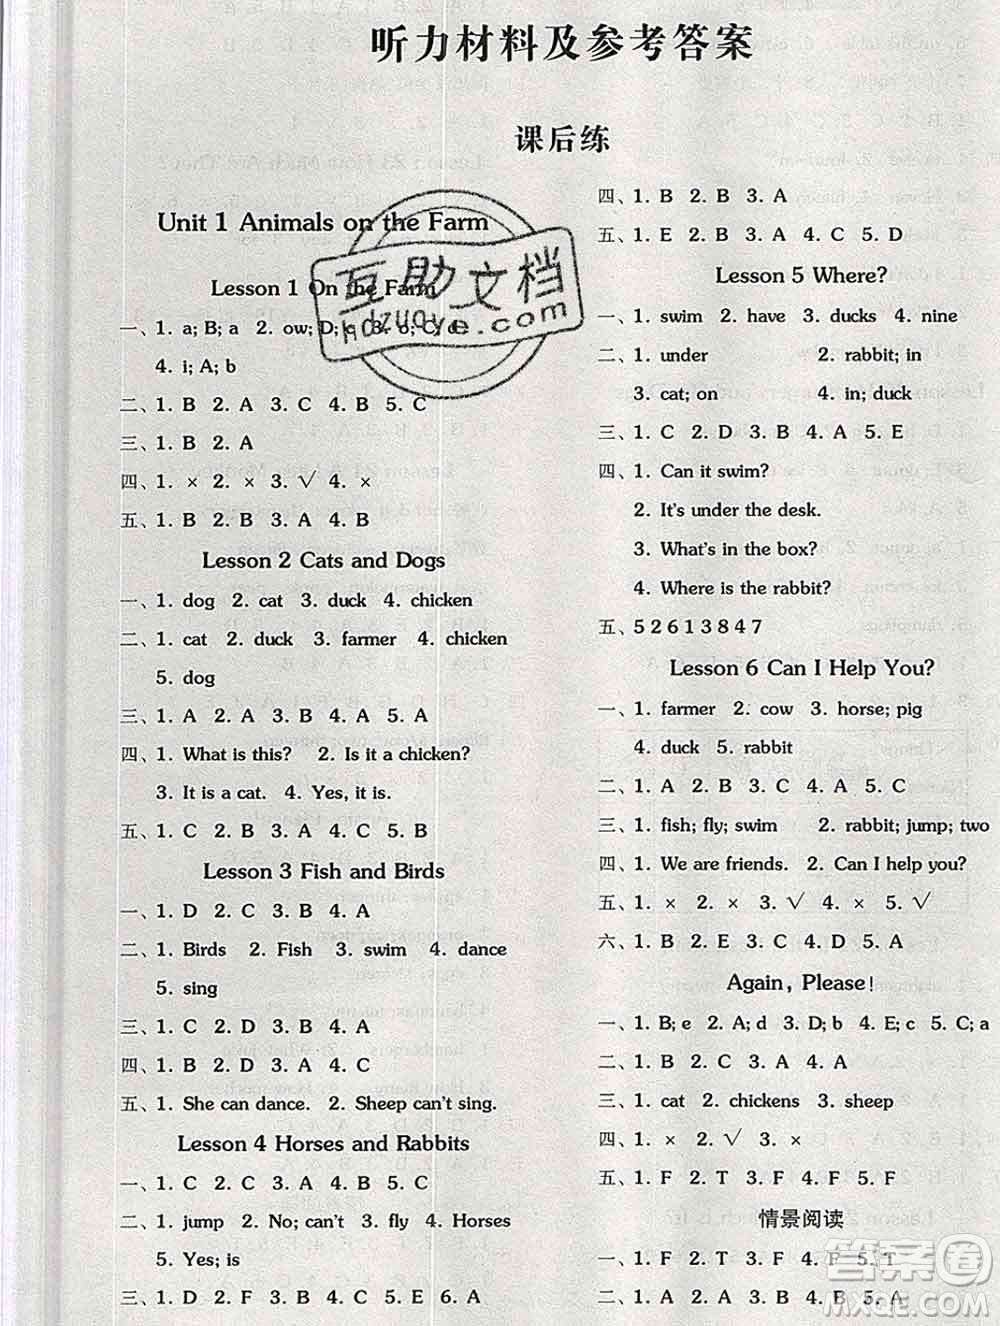 听力材料及参考答案
课后练
Unit 1 Animals on the Farm
Lesson 1 On the Farm
一、1. a; B; a 2. ow; D; c 3. o; C; d
4. i; A; b
二、1. B 2. A 3. C 4. B 5. C
三、1. B 2. A
四、1. × 2. × 3. √ 4. ×
五、1. B 2. B 3. A 4. B
Lesson 2 Cats and Dogs
一、1. dog 2. cat 3. duck 4. chicken
二、1. cat 2. duck 3. farmer 4. chicken
5. dog
三、1. A 2. A 3. B 4. A 5. A
四、1. What is this? 2. Is it a chicken?
3. It is a cat. 4. Yes, it is.
五、1. C 2. B 3. A 4. C 5. B
Lesson 3 Fish and Birds
一、1. D 2. C 3. B 4. A
二、1. Birds 2. Fish 3. swim 4. dance
5. sing
三、1. C 2. D 3. B 4. A
四、1. B 2. D 3. A 4. C
五、1. She can dance. 2. Sheep can't sing.
Lesson 4 Horses and Rabbits
一、1. C 2. B 3. A 4. C
二、1. jump 2. No; can't 3. fly 4. Horses
5. Yes; is
三、1. D 2. F 3. B 4. C 5. E 6. A
四、1. B 2. B 3. A
五、1. E 2. B 3. A 4. C 5. D
Lesson 5 Where?
一、1. swim 2. have 3. ducks 4. nine
二、1. under 2. rabbit; in
3. cat; on 4. in; duck
三、1. C 2. D 3. B 4. A 5. E
四、1. Can it swim?
2. It's under the desk.
3. What's in the box?
4. Where is the rabbit?
五、5 2 6 1 3 8 4 7
Lesson 6 Can I Help You?
一、1. farmer 2. cow 3. horse; pig
4. duck 5. rabbit
二、1. A 2. B 3. C 4. A 5. C
三、1. fish; fly; swim 2. rabbit; jump; two
四、1. We are friends. 2. Can I help you?
五、1. × 2. × 3. √ 4. × 5. √
六、1. B 2. E 3. C 4. D 5. A
Again, Please!
一、1. B; e 2. A; d 3. D; b 4. E; c 5. C; a
二、1. B 2. C 3. B 4. A
三、1. cat 2. chickens 3. sheep
四、1. × 2. √ 3. ×
五、1. F 2. T 3. F 4. F 5. F
情景阅读
一、1. F 2. T 3. F 4. F 5. T
二、1. A 2. A 3. A 4. B 5. A
互助文档
hdzuoye.com
答案圈
MXQE.COM